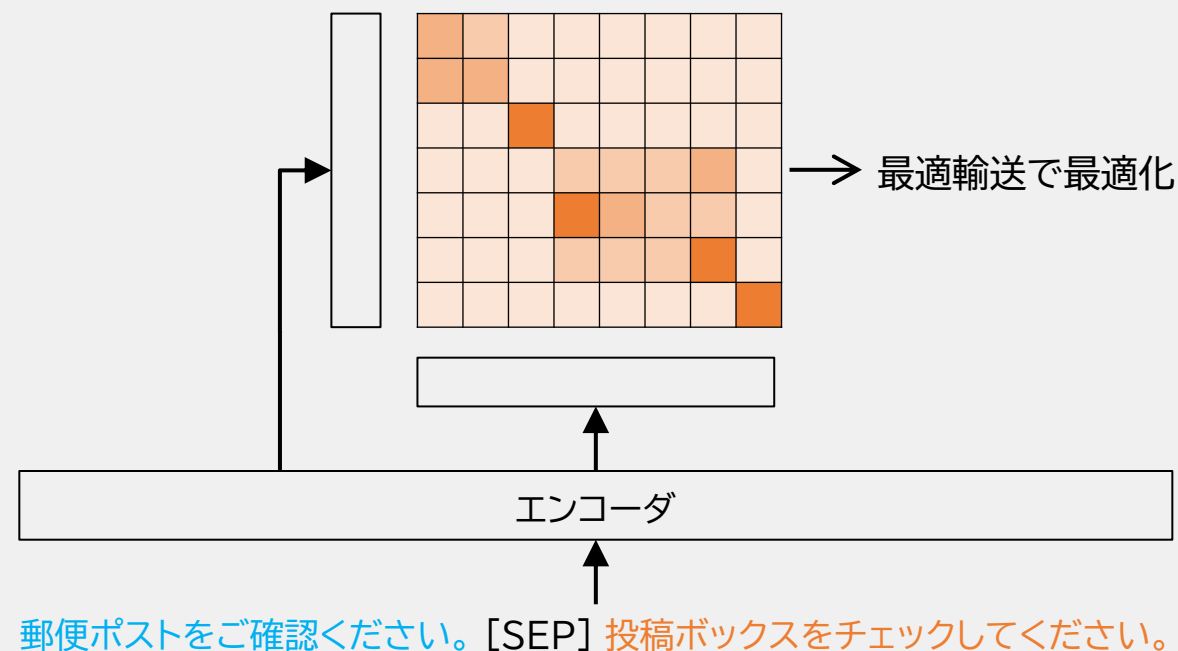 最適輸送で最適化
エンコーダ
郵便ポストをご確認ください。[SEP] 投稿ボックスをチェックしてください。